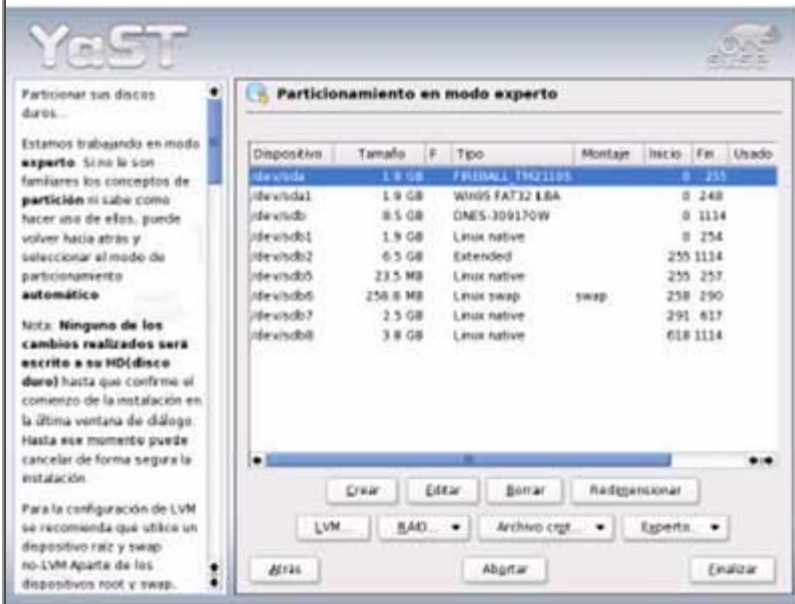 YaST
SUSE
Particionar sus discos
duros...
Estamos trabajando en modo
experto. Si no le son
familiares los conceptos de
partición ni sabe como
hacer uso de ellos, puede
volver hacia atrás y
seleccionar el modo de
particionamiento
automático
Nota: Ninguno de los
cambios realizados será
escrito a su HD(disco
duro) hasta que confirme el
comienzo de la instalación en
la última ventana de diálogo.
Hasta ese momento puede
cancelar de forma segura la
instalación
Para la configuración de LVM
se recomienda que utilice un
dispositivo raíz y swap
no-LVM Aparte de los
dispositivos root y swap,
Particionamiento en modo experto
Dispositivo Tamaño F Tipo Montaje Inicio Fin Usado
/dev/sda 1.9 GB FIREBALL_TM2110S 0 255
/dev/sda1 1.9 GB Win95 FAT32 LBA 0 248
/dev/sdb 8.5 GB DNES-309170W 0 1114
/dev/sdb1 1.9 GB Linux native 0 254
/dev/sdb2 6.5 GB Extended 255 1114
/dev/sdb5 23.5 MB Linux native 255 257
/dev/sdb6 258.8 MB Linux swap swap 258 290
/dev/sdb7 2.5 GB Linux native 291 617
/dev/sdb8 3.8 GB Linux native 618 1114
Crear Editar Borrar Redimensionar
LVM... RAID... Archivo cript... Experto...
Atrás Abortar Finalizar